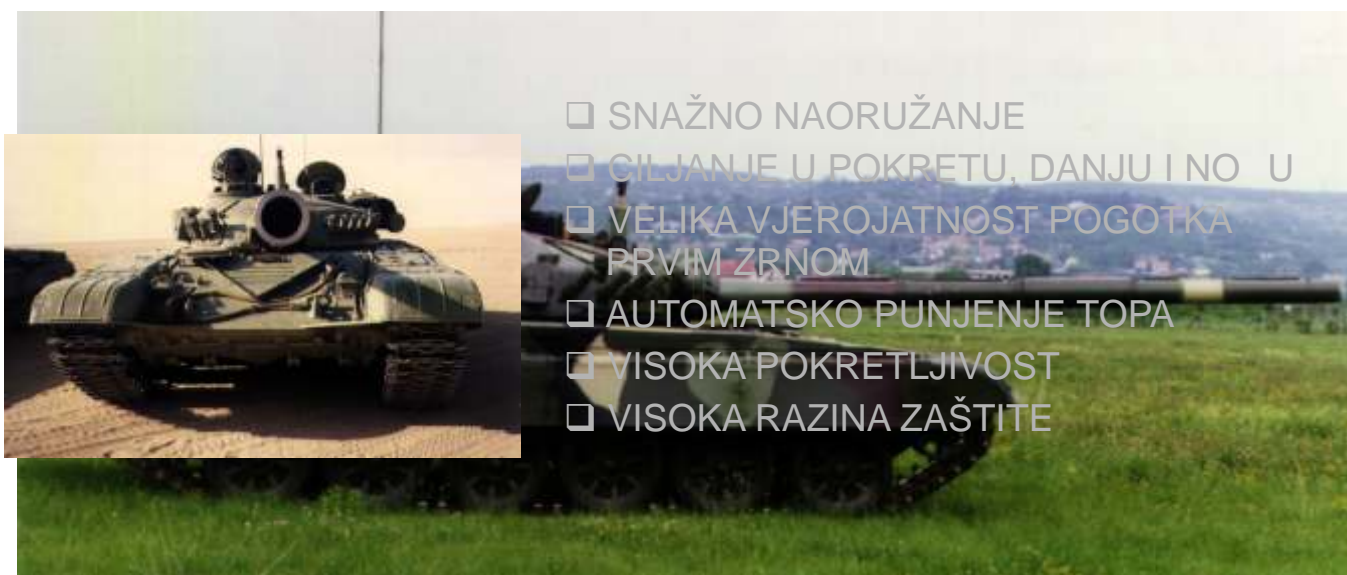 ❑ SNAŽNO NAORUŽANJE
❑ CILJANJE U POKRETU, DANJU I NO U
❑ VELIKA VJEROJATNOST POGOTKA
PRVIM ZRNOM
❑ AUTOMATSKO PUNJENJE TOPA
❑ VISOKA POKRETLJIVOST
❑ VISOKA RAZINA ZAŠTITE